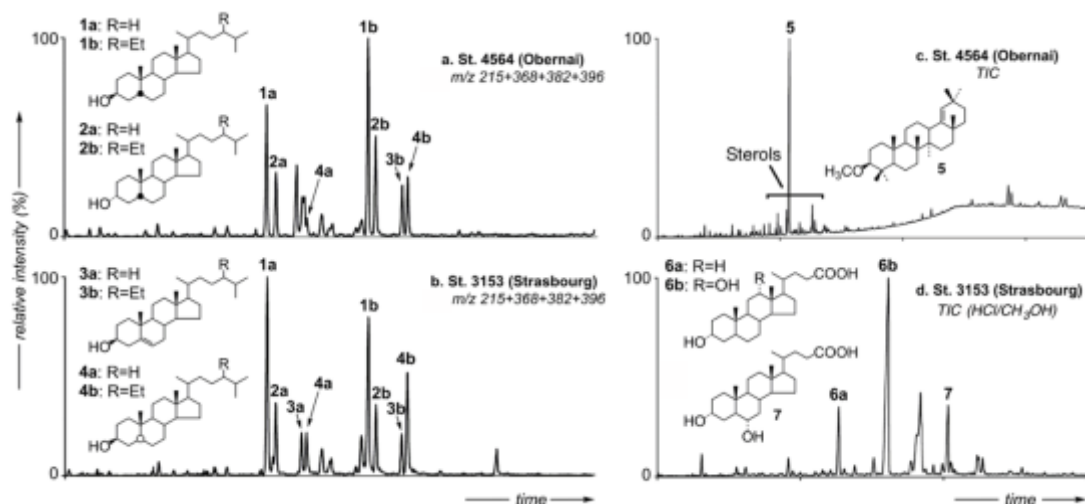 1a: R=H
1b: R=Et
R
HO
2a: R=H
2b: R=Et
R
HO
100
0
1a
2a
4a
1b
2b
3b
4b
a. St. 4564 (Obernai)
m/z 215+368+382+396
relative intensity (%)
3a: R=H
3b: R=Et
R
HO
4a: R=H
4b: R=Et
R
HO
100
0
1a
2a
3a
4a
1b
2b
3b
4b
b. St. 3153 (Strasbourg)
m/z 215+368+382+396
time
100
0
5
c. St. 4564 (Obernai)
TIC
Sterols
H₃CO
5
100
0
6a: R=H
6b: R=OH
R
COOH
HO
COOH
HO
OH
7
6a
6b
7
d. St. 3153 (Strasbourg)
TIC (HCl/CH₃OH)
time